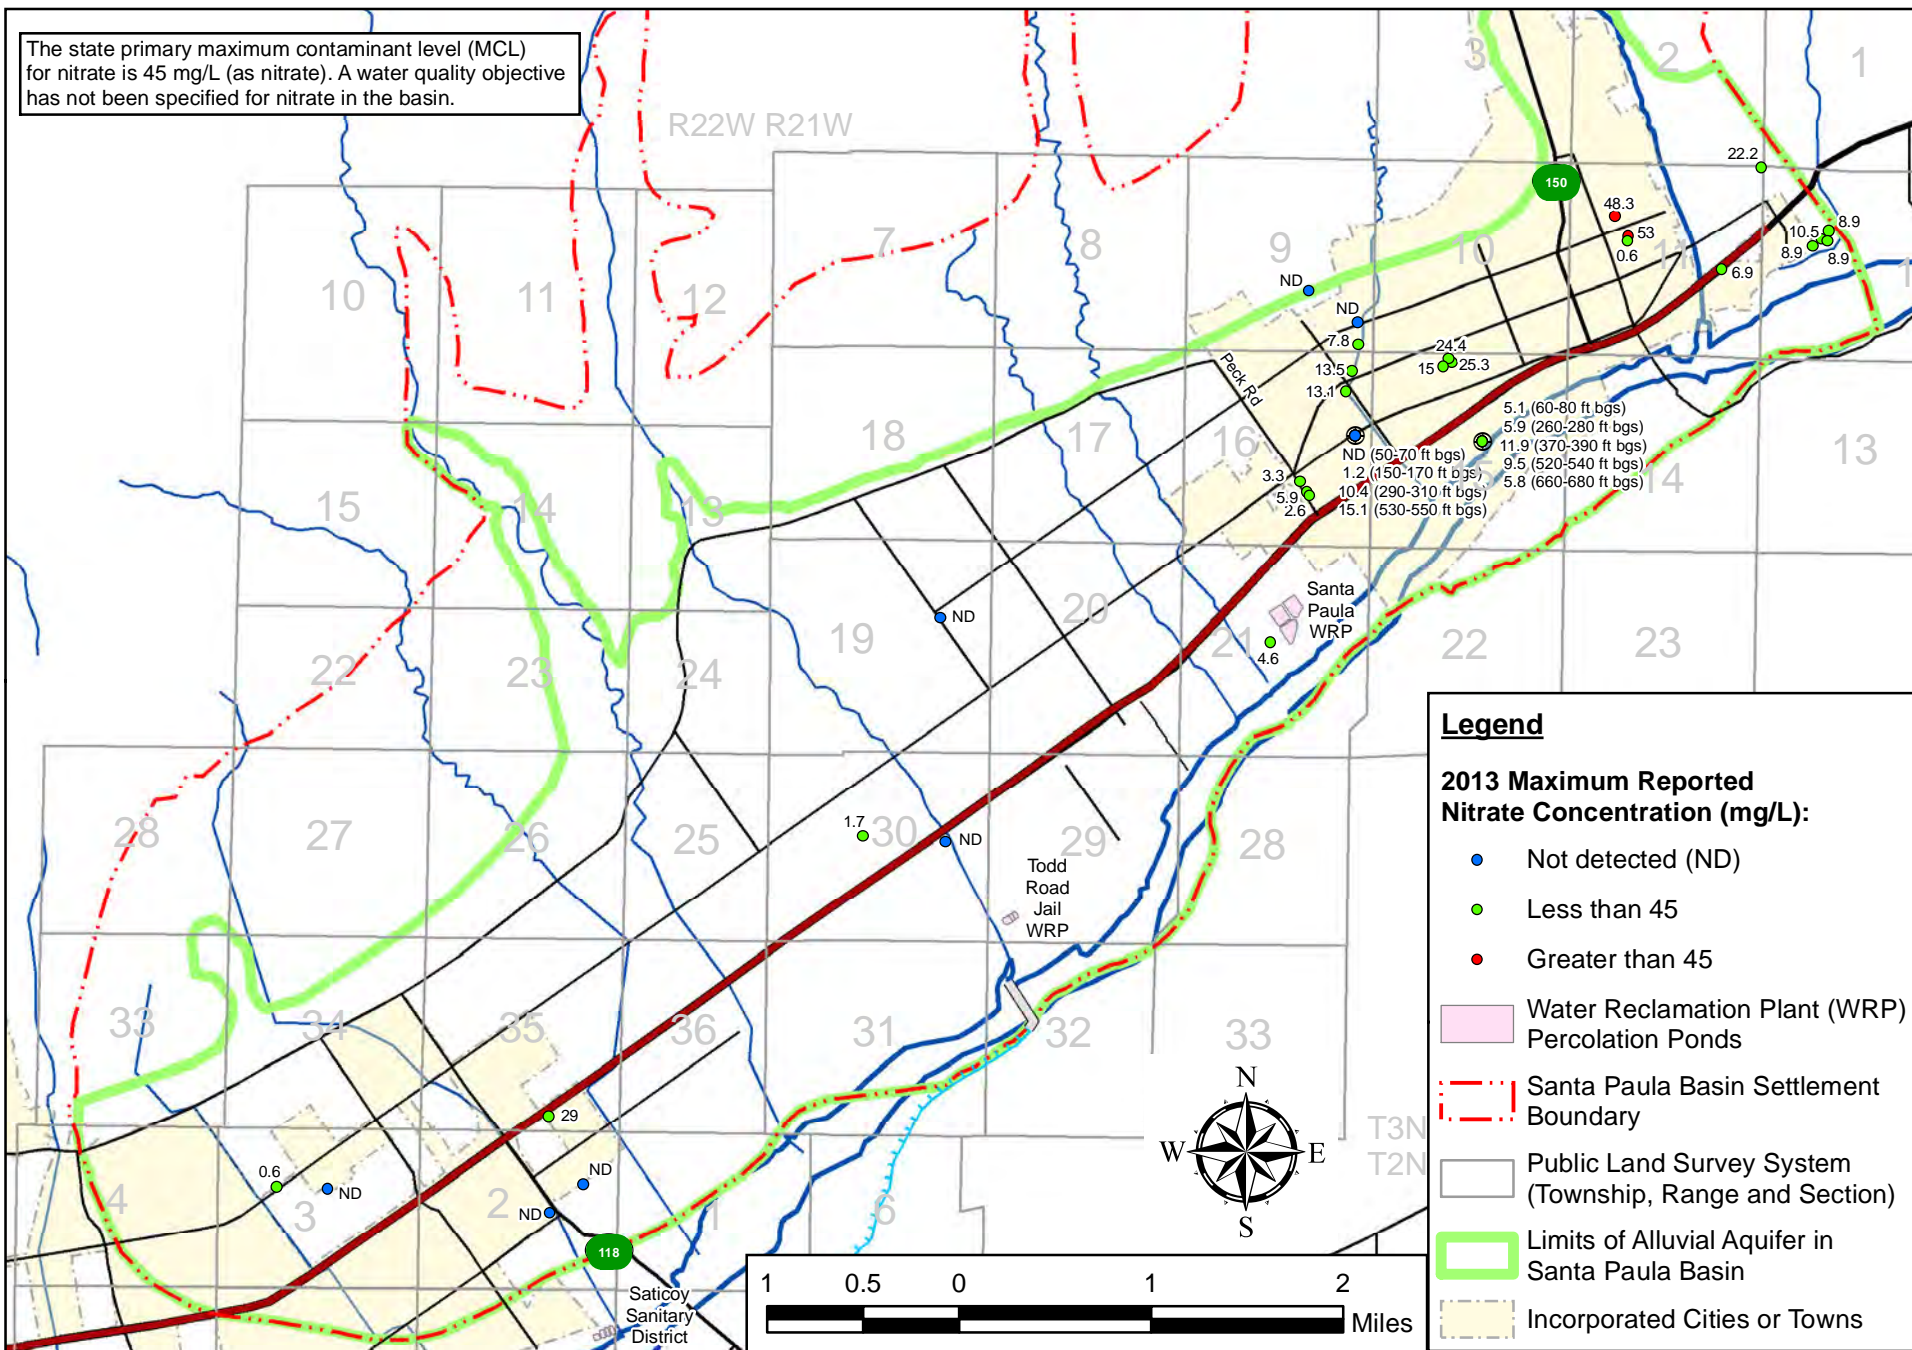 The state primary maximum contaminant level (MCL)
for nitrate is 45 mg/L (as nitrate). A water quality objective
has not been specified for nitrate in the basin.
R22W R21W
3
2
1
150
22.2
48.3
53
0.6
11
10.5
8.9
8.9
8.9
6.9
1
7
8
9
10
10
11
12
ND
ND
7.8
13.5
13.1
24.4
15
25.3
Peck Rd
18
17
16
15
14
13
5.1 (60-80 ft bgs)
5.9 (260-280 ft bgs)
11.9 (370-390 ft bgs)
9.5 (520-540 ft bgs)
5.8 (660-680 ft bgs)
ND (50-70 ft bgs)
1.2 (150-170 ft bgs)
10.4 (290-310 ft bgs)
15.1 (530-550 ft bgs)
3.3
5.9
2.6
15
14
13
Santa
Paula
WRP
ND
4.6
22
23
24
19
20
21
22
23
28
27
26
25
1.7
30
ND
29
28
Todd
Road
Jail
WRP
33
34
35
36
31
32
33
29
0.6
ND
ND
ND
4
3
2
1
6
118
Saticoy
Sanitary
District
T3N
T2N
N
W
E
S
1
0.5
0
1
2
Miles
Legend
2013 Maximum Reported
Nitrate Concentration (mg/L):
Not detected (ND)
Less than 45
Greater than 45
Water Reclamation Plant (WRP)
Percolation Ponds
Santa Paula Basin Settlement
Boundary
Public Land Survey System
(Township, Range and Section)
Limits of Alluvial Aquifer in
Santa Paula Basin
Incorporated Cities or Towns